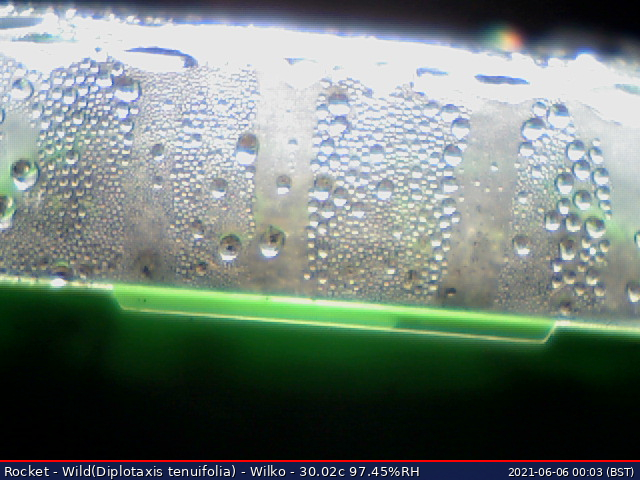 Rocket - Wild(Diplotaxis tenuifolia) - Wilko - 30.02c 97.45%RH 2021-06-06 00:03 (BST)